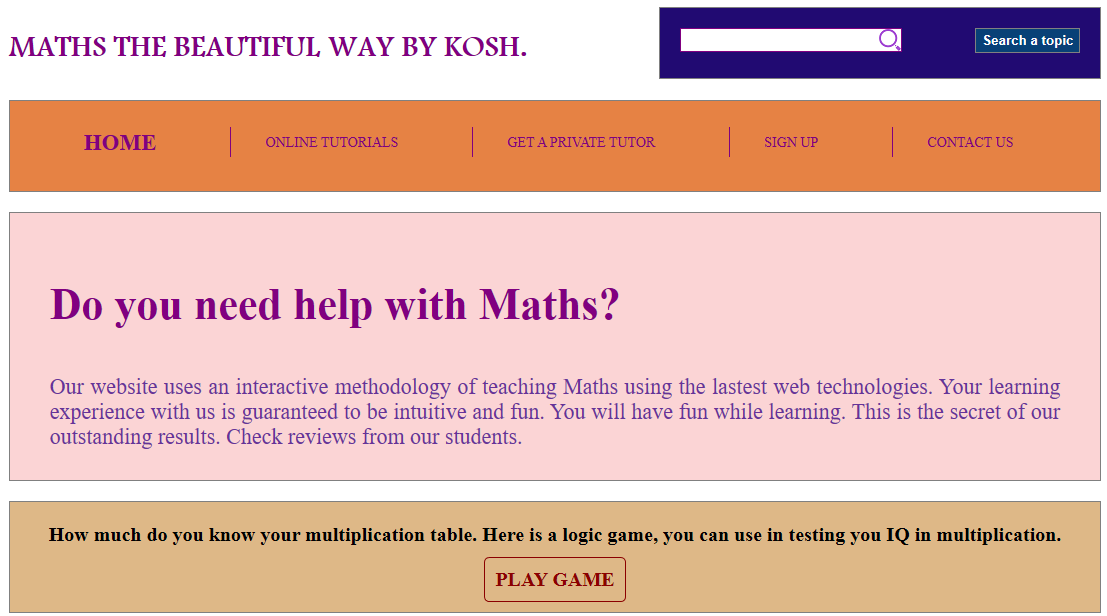 MATHS THE BEAUTIFUL WAY BY KOSH.
Search a topic
HOME
ONLINE TUTORIALS
GET A PRIVATE TUTOR
SIGN UP
CONTACT US
Do you need help with Maths?
Our website uses an interactive methodology of teaching Maths using the lastest web technologies. Your learning
experience with us is guaranteed to be intuitive and fun. You will have fun while learning. This is the secret of our
outstanding results. Check reviews from our students.
How much do you know your multiplication table. Here is a logic game, you can use in testing you IQ in multiplication.
PLAY GAME